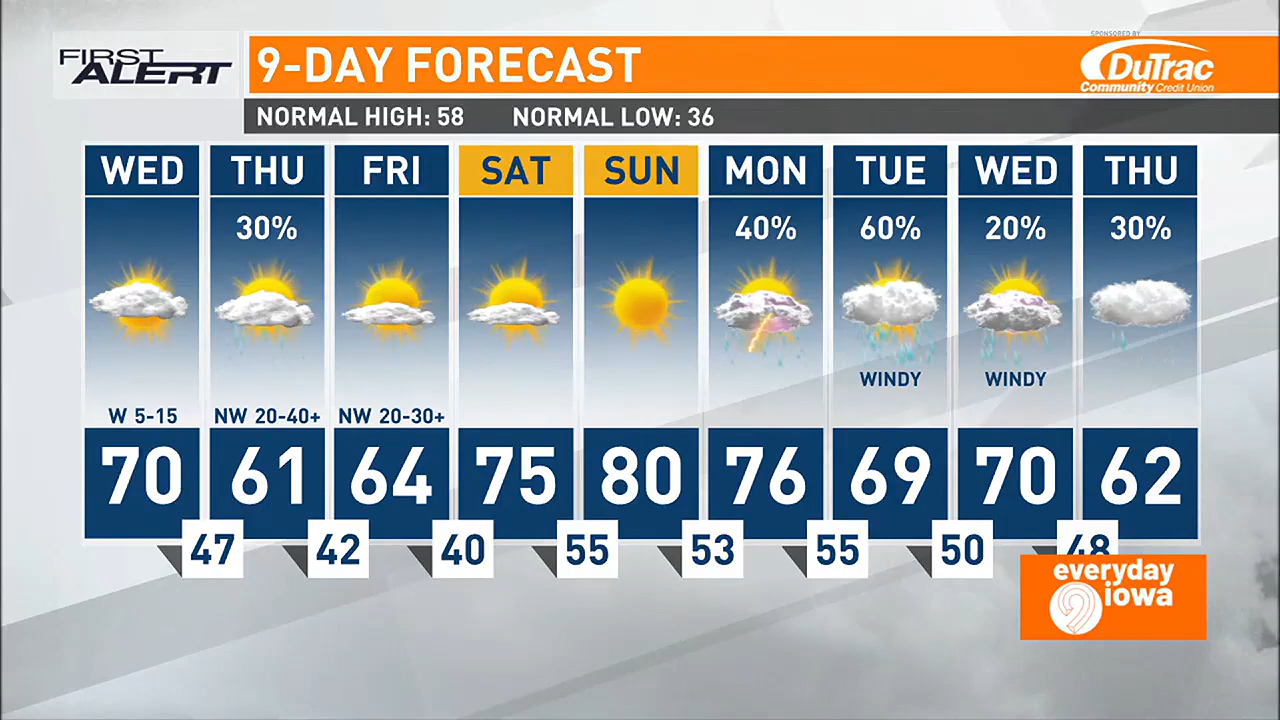 SPONSORED BY
FIRST
ALERT
9-DAY FORECAST
DuTrac
Community Credit Union
NORMAL HIGH: 58 NORMAL LOW: 36
WED THU FRI SAT SUN MON TUE WED THU
30% 40% 60% 20% 30%
WINDY WINDY
W 5-15 NW 20-40+ NW 20-30+
70 61 64 75 80 76 69 70 62
47 42 40 55 53 55 50 48
everyday
9 iowa